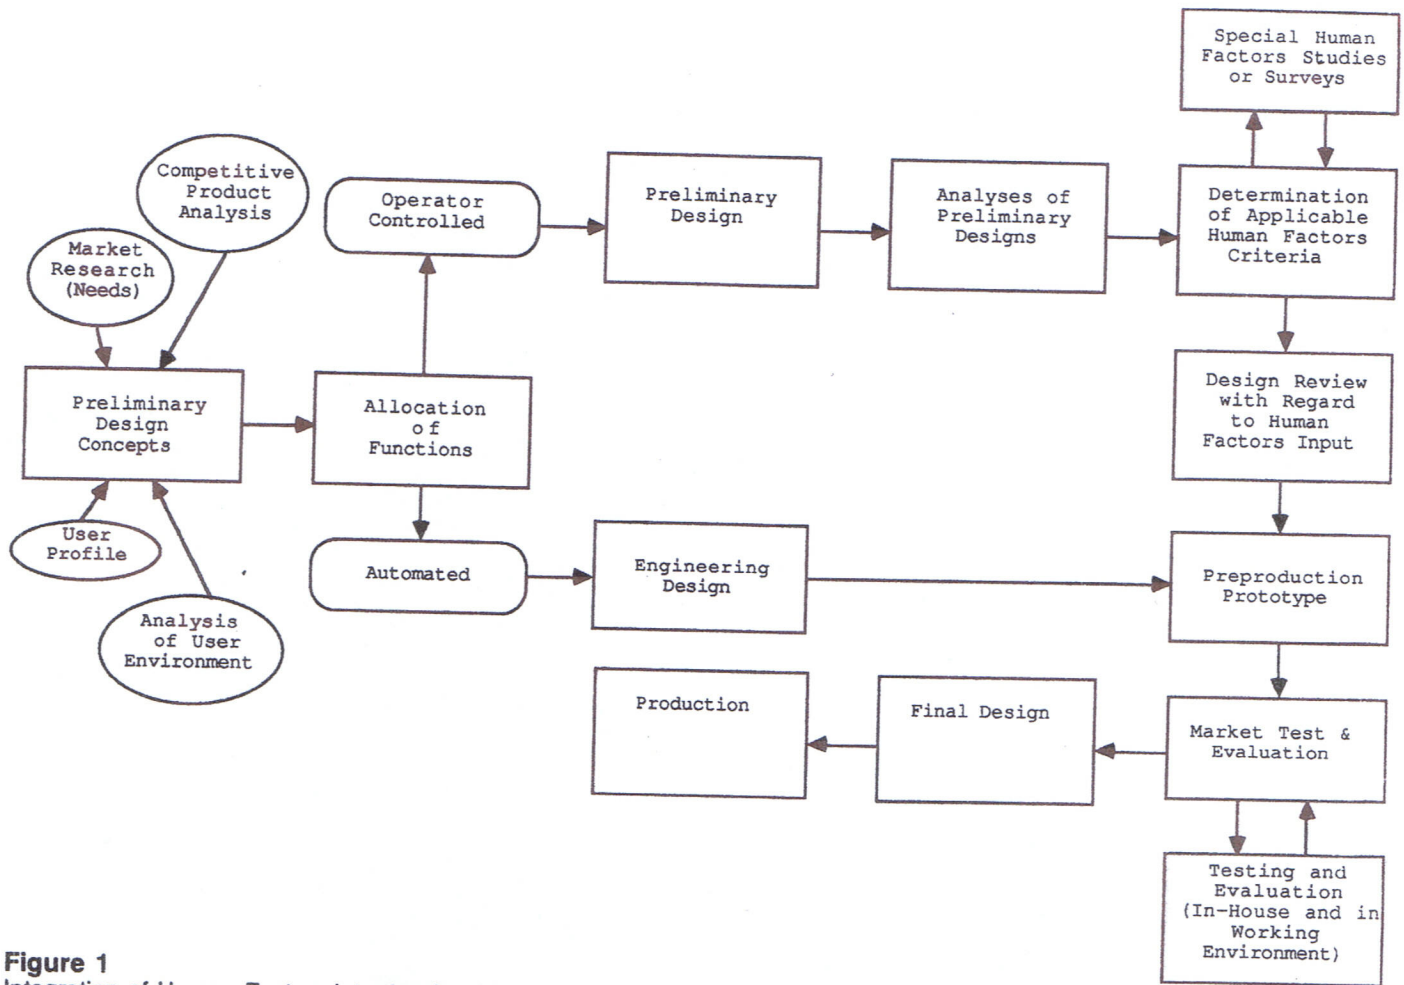 Special Human
Factors Studies
or Surveys
Competitive
Product
Analysis
Market
Research
(Needs)
Operator
Controlled
Preliminary
Design
Analyses of
Preliminary
Designs
Determination
of Applicable
Human Factors
Criteria
Preliminary
Design
Concepts
Allocation
of
Functions
Design Review
with Regard
to Human
Factors Input
User
Profile
Automated
Engineering
Design
Preproduction
Prototype
Analysis
of User
Environment
Production
Final Design
Market Test &
Evaluation
Testing and
Evaluation
(In-House and in
Working
Environment)
Figure 1